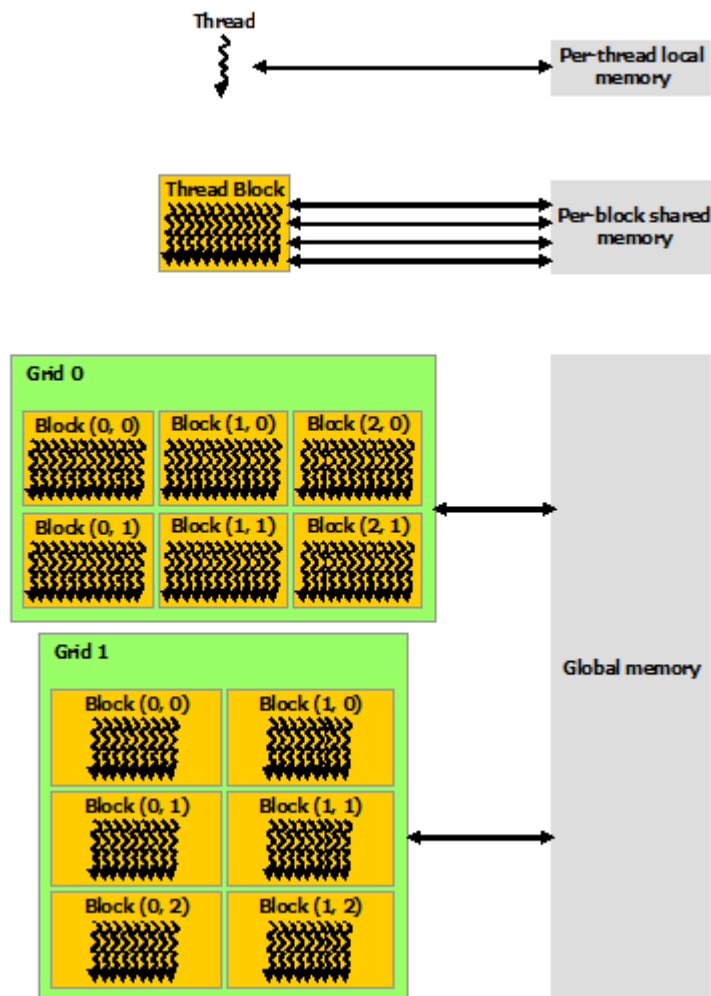 Thread
Per-thread local
memory
Thread Block
Per-block shared
memory
Grid 0
Block (0, 0)
Block (1, 0)
Block (2, 0)
Block (0, 1)
Block (1, 1)
Block (2, 1)
Grid 1
Block (0, 0)
Block (1, 0)
Block (0, 1)
Block (1, 1)
Block (0, 2)
Block (1, 2)
Global memory